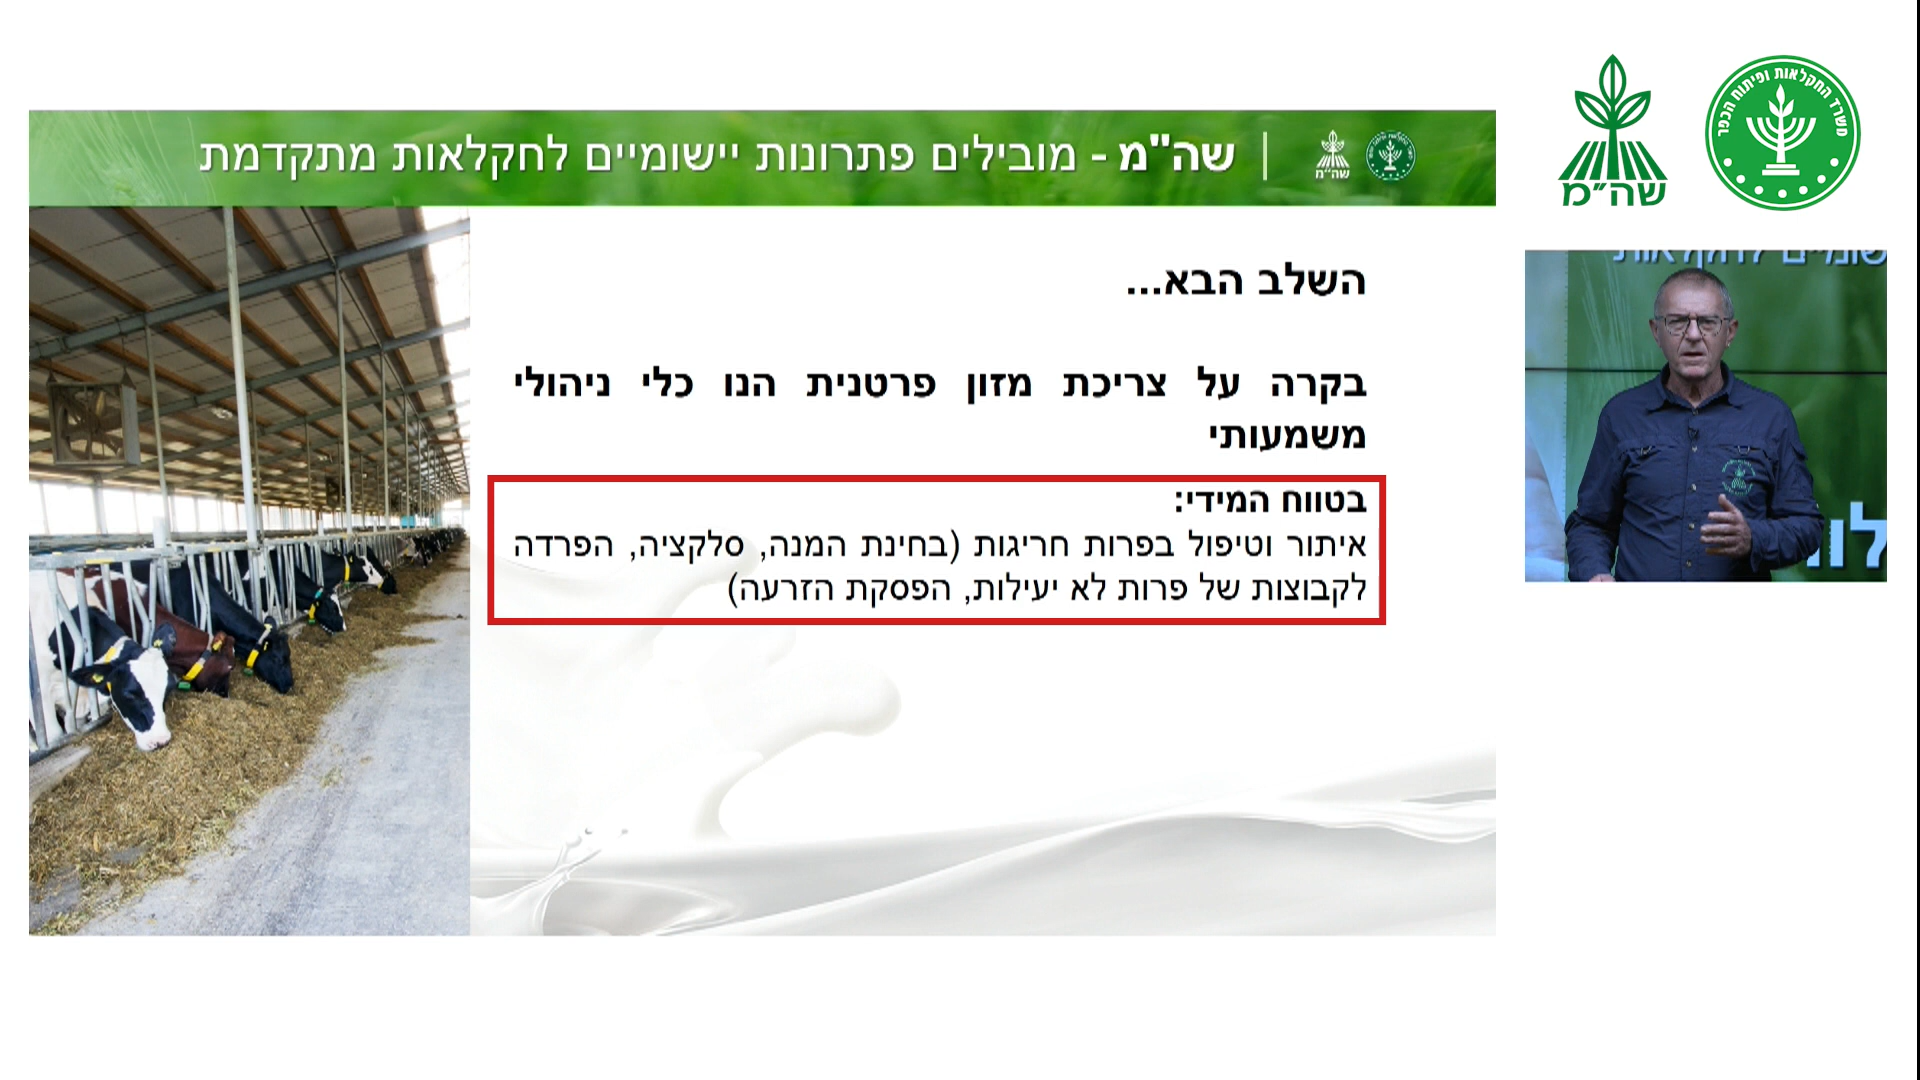 שה"מ - מובילים פתרונות יישומיים לחקלאות מתקדמת
שה"מ
השלב הבא...
בקרה על צריכת מזון פרטנית הנו כלי ניהולי
משמעותי
בטווח המידי:
איתור וטיפול בפרות חריגות (בחינת המנה, סלקציה, הפרדה
לקבוצות של פרות לא יעילות, הפסקת הזרעה)
משרד החקלאות ופיתוח הכפר
שה״מ